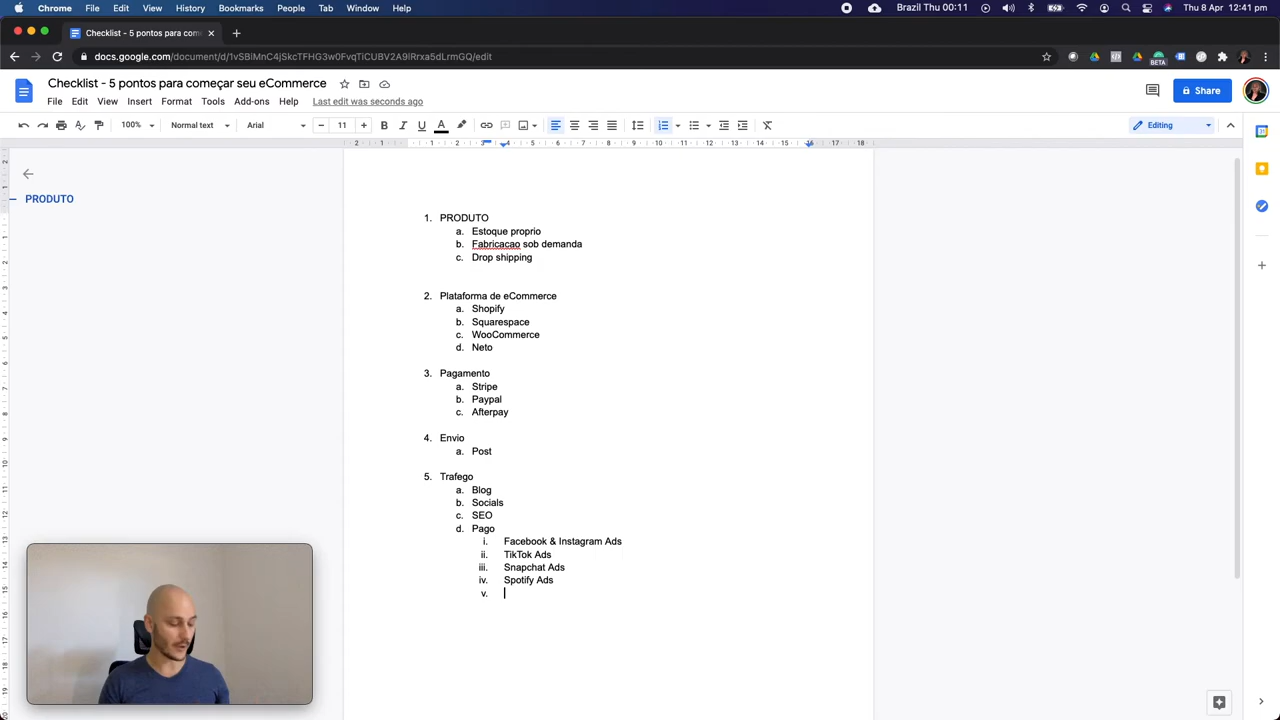 Chrome File Edit View History Bookmarks People Tab Window Help Brazil Thu 00:11 Thu 8 Apr 12:41 pm
Checklist - 5 pontos para com
docs.google.com/document/d/1vSBiMnC4jSkcTFHG3w0FvqTiCUBV2A9lRrxa5dLrmGQ/edit
BETA
Checklist - 5 pontos para começar seu eCommerce
File Edit View Insert Format Tools Add-ons Help Last edit was seconds ago
Share
100% Normal text Arial 11 Editing
PRODUTO
1. PRODUTO
a. Estoque proprio
b. Fabricacao sob demanda
c. Drop shipping
2. Plataforma de eCommerce
a. Shopify
b. Squarespace
c. WooCommerce
d. Neto
3. Pagamento
a. Stripe
b. Paypal
c. Afterpay
4. Envio
a. Post
5. Trafego
a. Blog
b. Socials
c. SEO
d. Pago
i. Facebook & Instagram Ads
ii. TikTok Ads
iii. Snapchat Ads
iv. Spotify Ads
v.